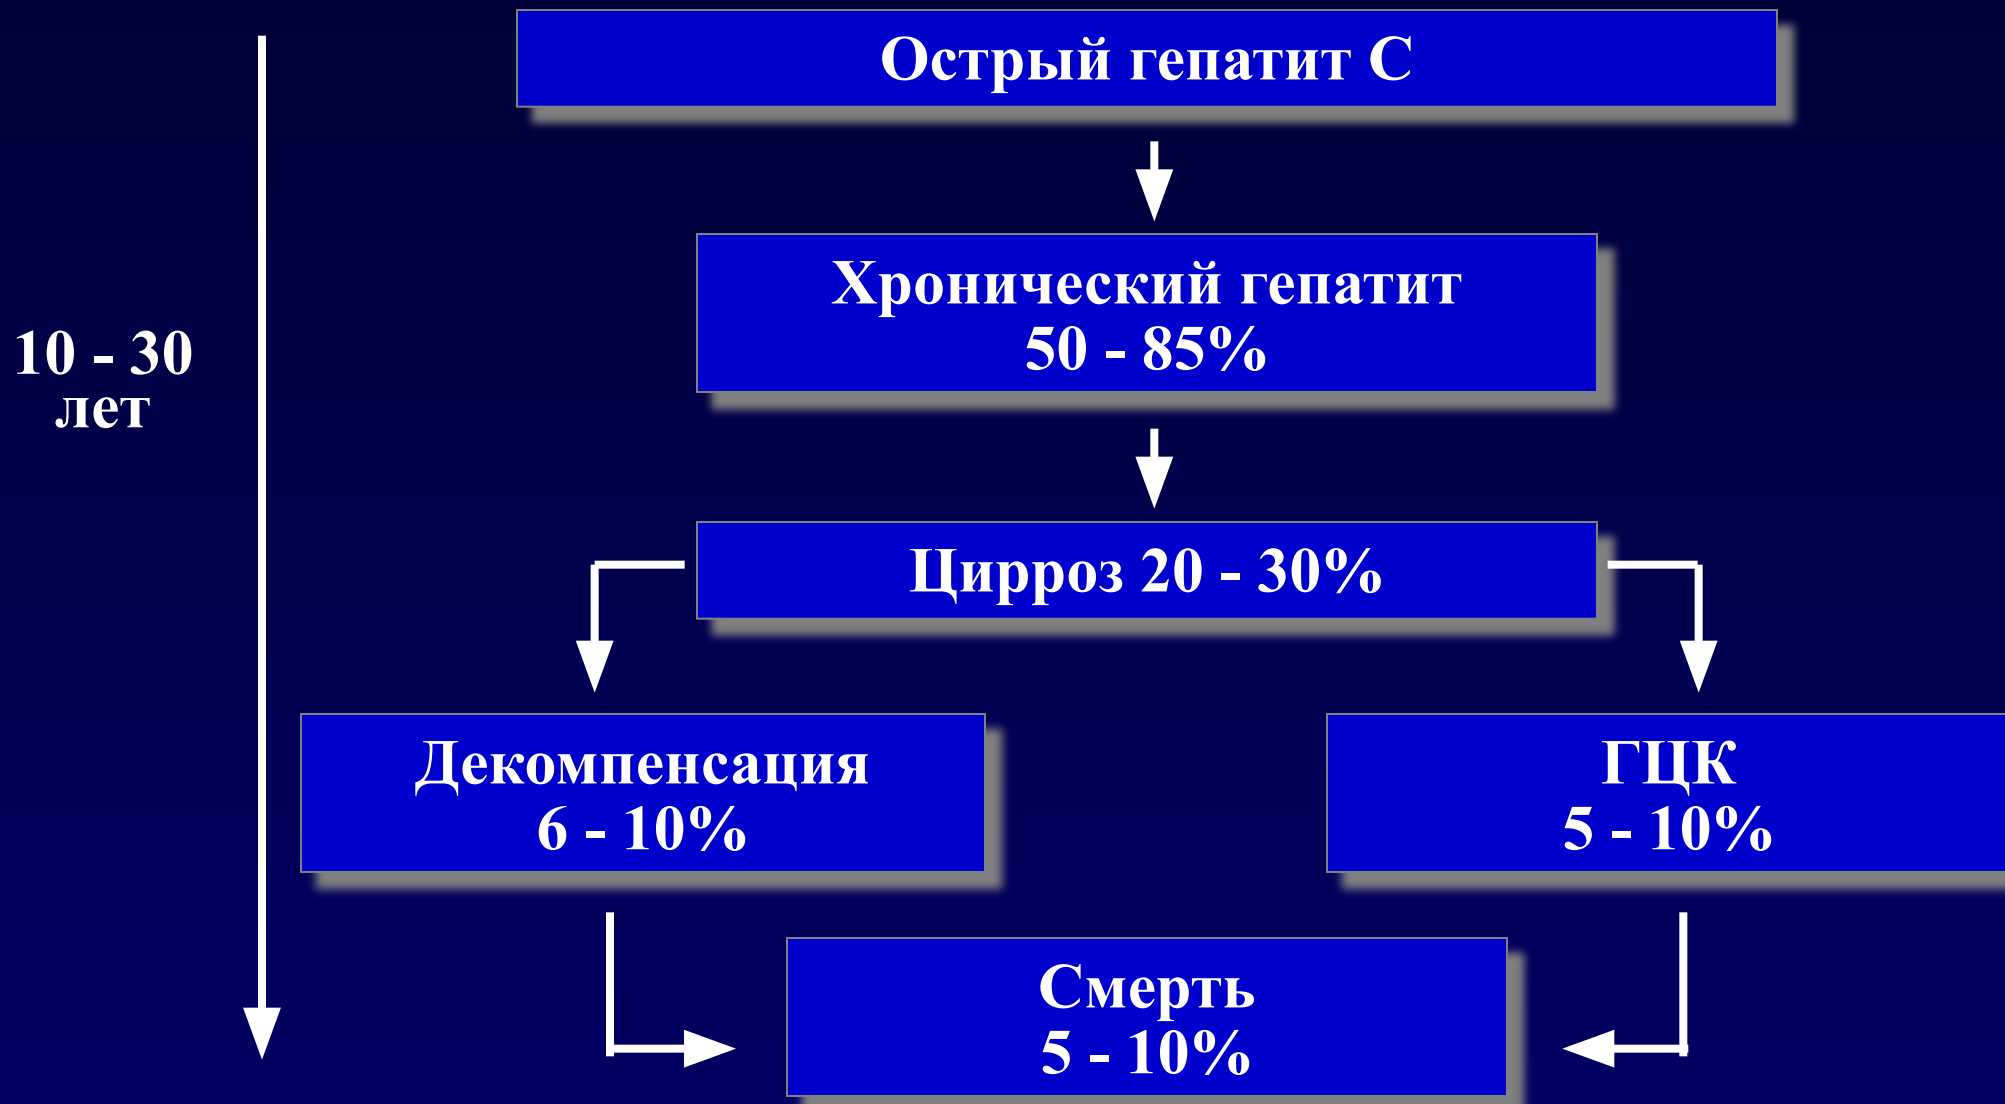 Острый гепатит С
Хронический гепатит
50 - 85%
10 - 30
лет
Цирроз 20 - 30%
Декомпенсация
6 - 10%
ГЦК
5 - 10%
Смерть
5 - 10%